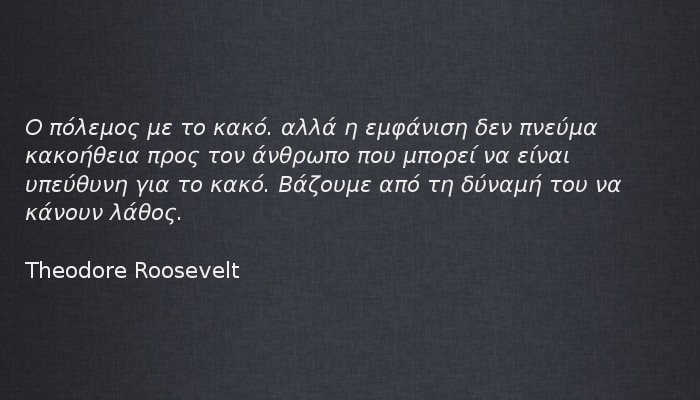 Ο πόλεμος με το κακό. αλλά η εμφάνιση δεν πνεύμα
κακοήθεια προς τον άνθρωπο που μπορεί να είναι
υπεύθυνη για το κακό. Βάζουμε από τη δύναμή του να
κάνουν λάθος.
Theodore Roosevelt